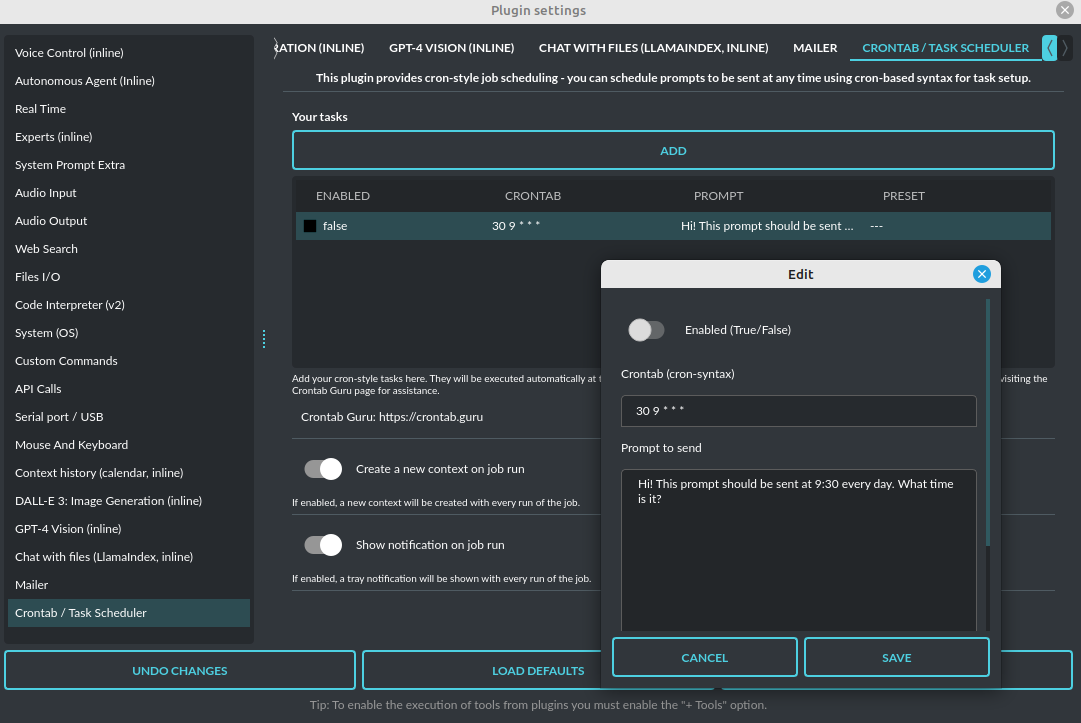 Plugin settings
Voice Control (inline)
Autonomous Agent (Inline)
Real Time
Experts (inline)
System Prompt Extra
Audio Input
Audio Output
Web Search
Files I/O
Code Interpreter (v2)
System (OS)
Custom Commands
API Calls
Serial port / USB
Mouse And Keyboard
Context history (calendar, inline)
DALL-E 3: Image Generation (inline)
GPT-4 Vision (inline)
Chat with files (LlamaIndex, inline)
Mailer
Crontab / Task Scheduler
RATION (INLINE) GPT-4 VISION (INLINE) CHAT WITH FILES (LLAMAINDEX, INLINE) MAILER CRONTAB / TASK SCHEDULER
This plugin provides cron-style job scheduling - you can schedule prompts to be sent at any time using cron-based syntax for task setup.
Your tasks
ADD
ENABLED CRONTAB PROMPT PRESET
false 30 9 * * * Hi! This prompt should be sent ... ---
Add your cron-style tasks here. They will be executed automatically at visiting the
Crontab Guru page for assistance.
Crontab Guru: https://crontab.guru
Create a new context on job run
If enabled, a new context will be created with every run of the job.
Show notification on job run
If enabled, a tray notification will be shown with every run of the job.
Edit
Enabled (True/False)
Crontab (cron-syntax)
30 9 * * *
Prompt to send
Hi! This prompt should be sent at 9:30 every day. What time
is it?
CANCEL SAVE
UNDO CHANGES LOAD DEFAULTS
Tip: To enable the execution of tools from plugins you must enable the "+ Tools" option.